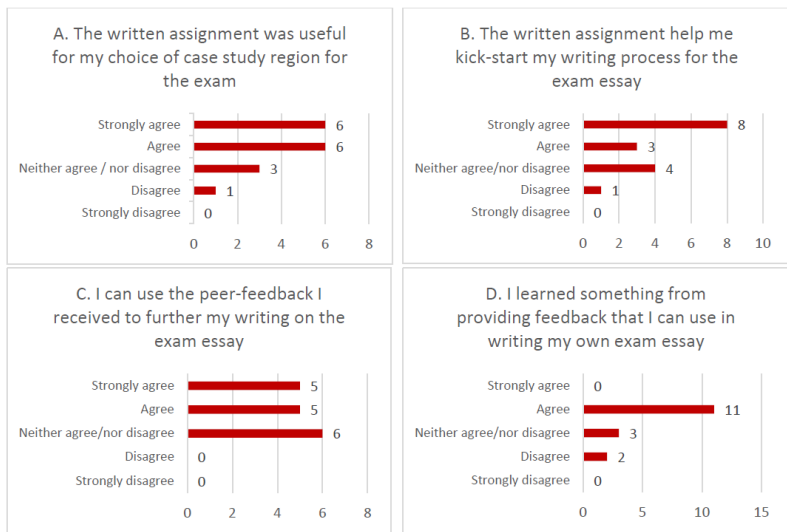 A. The written assignment was useful
for my choice of case study region for
the exam
Strongly agree 6
Agree 6
Neither agree / nor disagree 3
Disagree 1
Strongly disagree 0
0 2 4 6 8
B. The written assignment help me
kick-start my writing process for the
exam essay
Strongly agree 8
Agree 3
Neither agree/nor disagree 4
Disagree 1
Strongly disagree 0
0 2 4 6 8 10
C. I can use the peer-feedback I
received to further my writing on the
exam essay
Strongly agree 5
Agree 5
Neither agree/nor disagree 6
Disagree 0
Strongly disagree 0
0 2 4 6 8
D. I learned something from
providing feedback that I can use in
writing my own exam essay
Strongly agree 0
Agree 11
Neither agree/nor disagree 3
Disagree 2
Strongly disagree 0
0 5 10 15